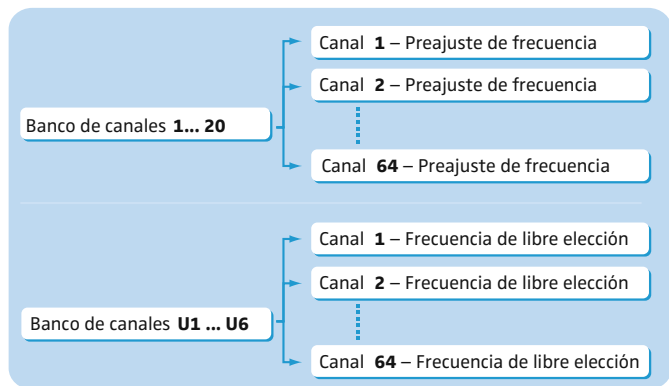 Canal 1 – Preajuste de frecuencia
Canal 2 – Preajuste de frecuencia
Banco de canales 1... 20
Canal 64 – Preajuste de frecuencia
Canal 1 – Frecuencia de libre elección
Canal 2 – Frecuencia de libre elección
Banco de canales U1 ... U6
Canal 64 – Frecuencia de libre elección